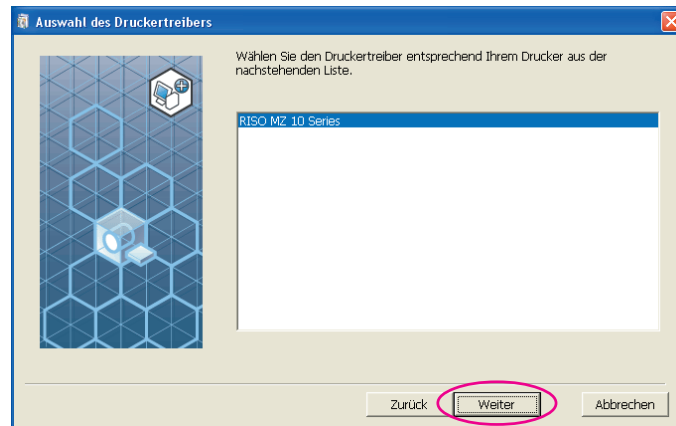 Auswahl des Druckertreibers
Wählen Sie den Druckertreiber entsprechend Ihrem Drucker aus der
nachstehenden Liste.
RISO MZ 10 Series
Zurück
Weiter
Abbrechen